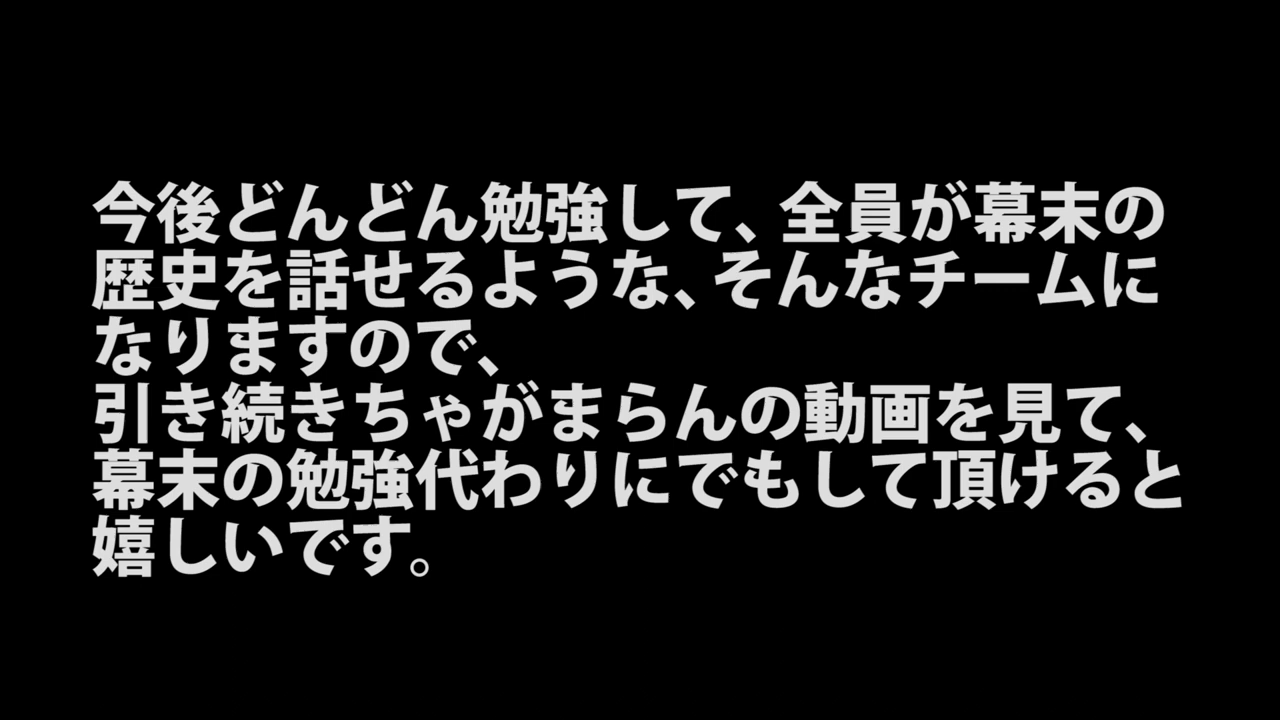 今後どんどん勉強して、全員が幕末の
歴史を話せるような、そんなチームに
なりますので、
引き続きちゃがまらんの動画を見て、
幕末の勉強代わりにでもして頂けると
嬉しいです。